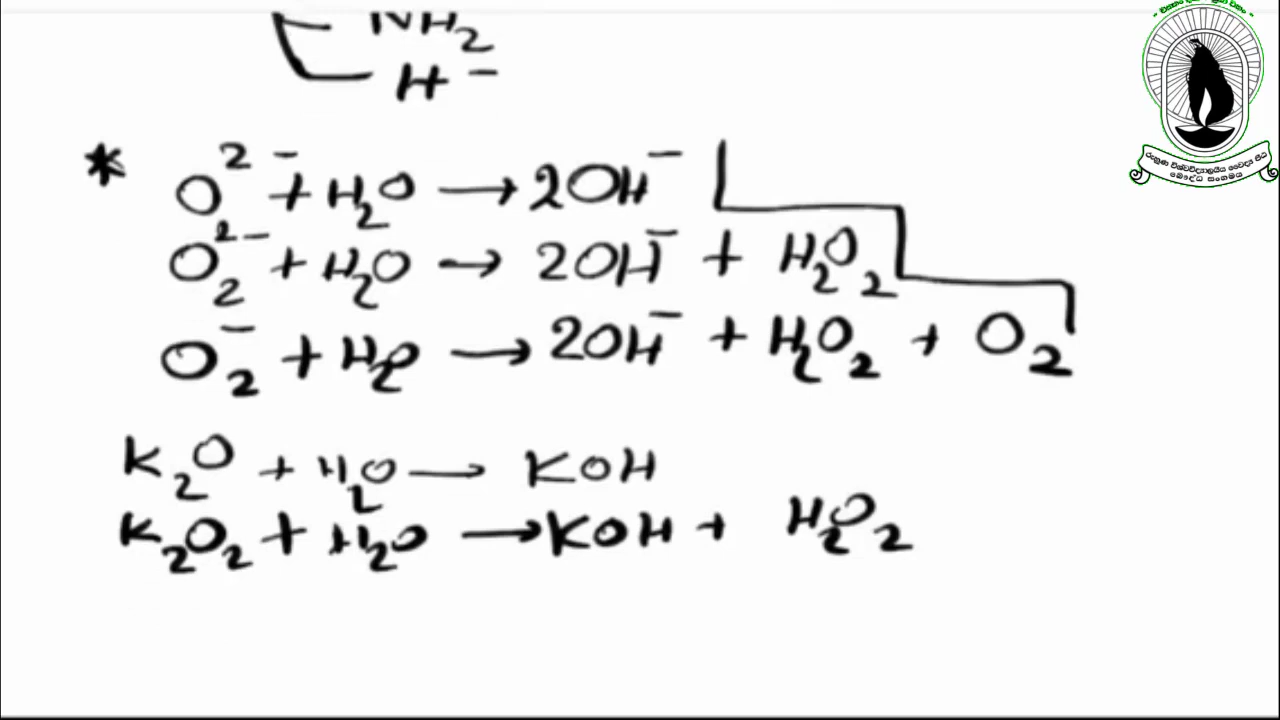 NH₂
H⁻
* O²⁻ + H₂O → 2OH⁻
O₂²⁻ + H₂O → 2OH⁻ + H₂O₂
O₂⁻ + H₂O → 2OH⁻ + H₂O₂ + O₂
K₂O + H₂O → KOH
K₂O₂ + H₂O → KOH + H₂O₂